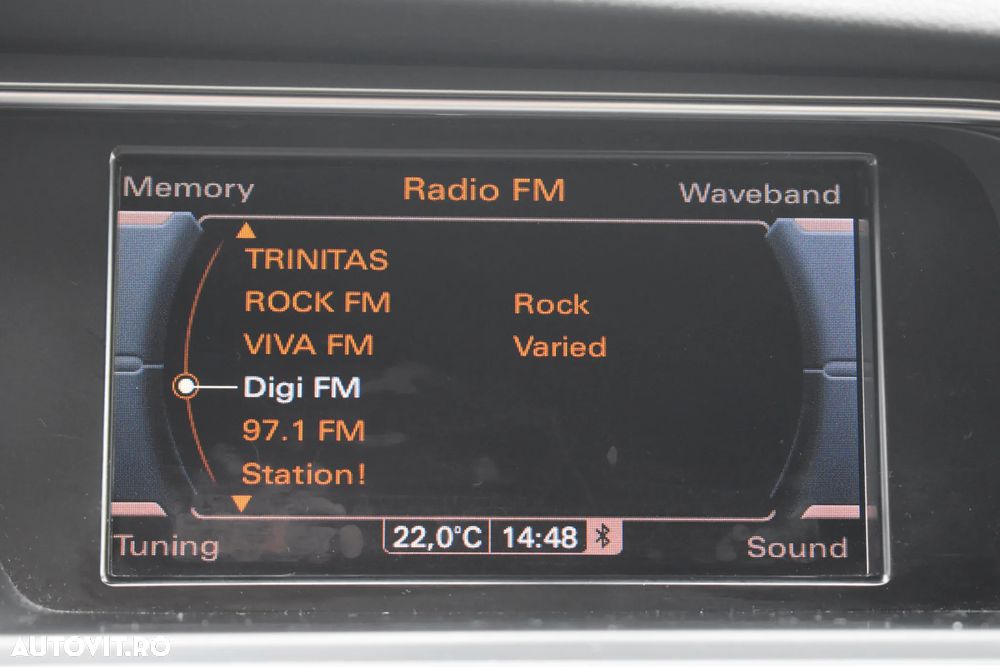 Memory Radio FM Waveband
TRINITAS
ROCK FM Rock
VIVA FM Varied
Digi FM
97.1 FM
Station!
22,0°C 14:48
Tuning Sound
AUTOVIT.RO